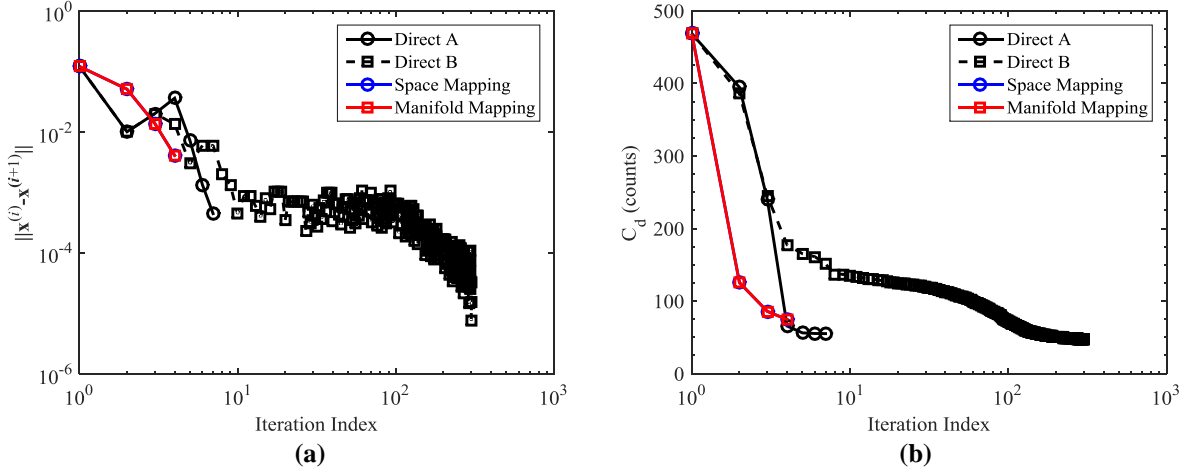 10^0
10^-2
10^-4
10^-6
||x^(i)-x^(i+1)||
Direct A
Direct B
Space Mapping
Manifold Mapping
10^0
10^1
10^2
10^3
Iteration Index
(a)
500
400
300
200
100
0
C_d (counts)
Direct A
Direct B
Space Mapping
Manifold Mapping
10^0
10^1
10^2
10^3
Iteration Index
(b)